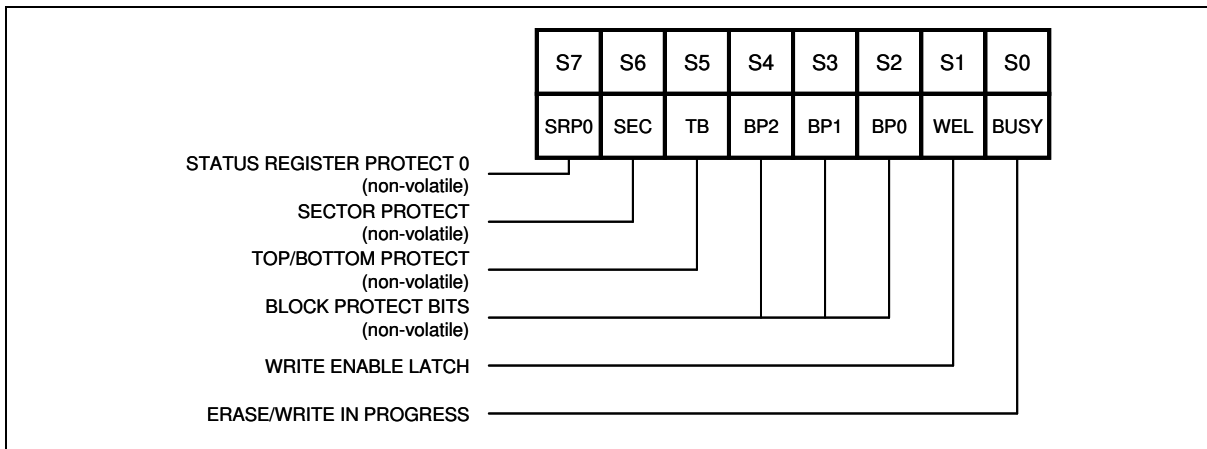 S7 S6 S5 S4 S3 S2 S1 S0
SRP0 SEC TB BP2 BP1 BP0 WEL BUSY
STATUS REGISTER PROTECT 0
(non-volatile)
SECTOR PROTECT
(non-volatile)
TOP/BOTTOM PROTECT
(non-volatile)
BLOCK PROTECT BITS
(non-volatile)
WRITE ENABLE LATCH
ERASE/WRITE IN PROGRESS